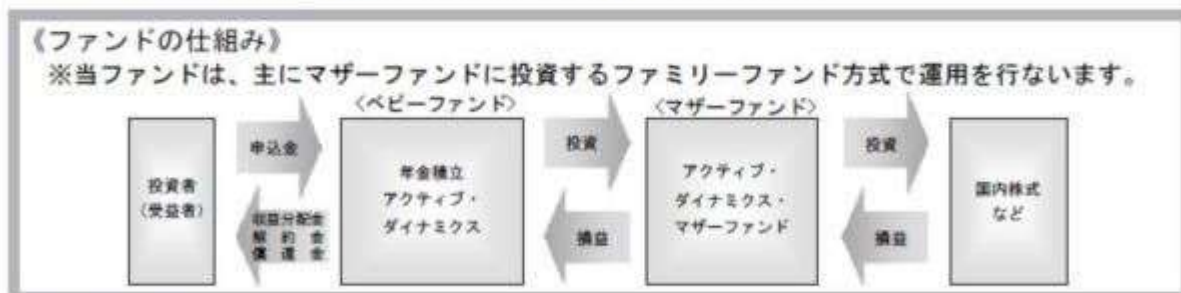 《ファンドの仕組み》
※当ファンドは、主にマザーファンドに投資するファミリーファンド方式で運用を行ないます。
〈ベビーファンド〉
〈マザーファンド〉
投資者
（受益者）
申込金
収益分配金
解約金
償還金
年金積立
アクティブ・
ダイナミクス
投資
損益
アクティブ・
ダイナミクス・
マザーファンド
投資
損益
国内株式
など